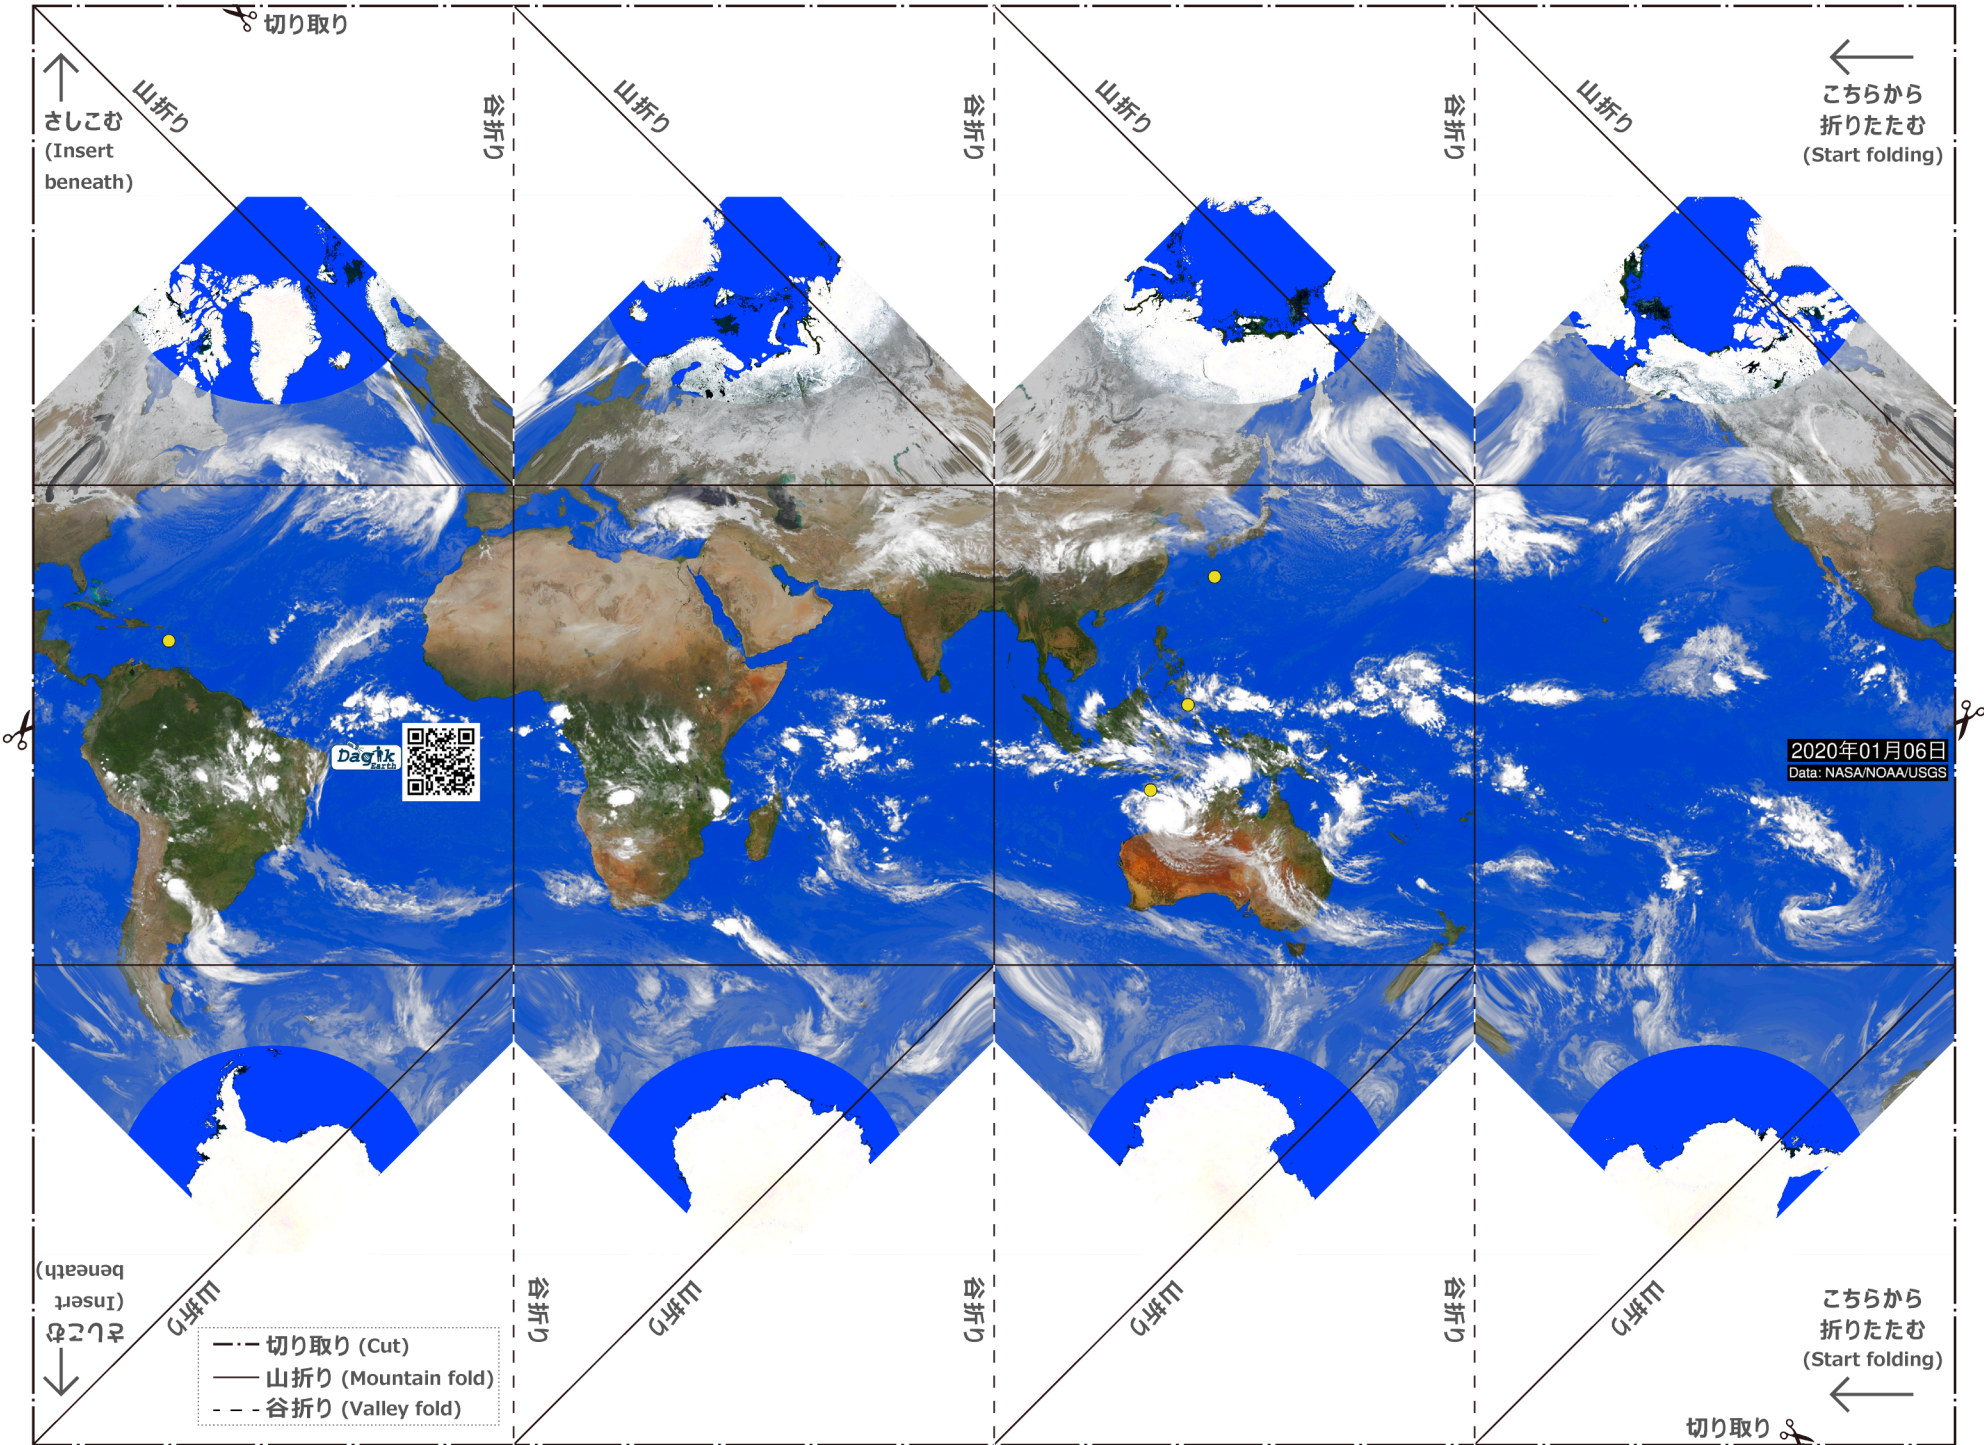 切り取り
さしこむ
(Insert
beneath)
山折り
谷折り
山折り
谷折り
山折り
谷折り
山折り
こちらから
折りたたむ
(Start folding)
Dagik
Earth
2020年01月06日
Data: NASA/NOAA/USGS
さしこむ
(Insert
beneath)
山折り
谷折り
山折り
谷折り
山折り
谷折り
山折り
こちらから
折りたたむ
(Start folding)
切り取り (Cut)
山折り (Mountain fold)
谷折り (Valley fold)
切り取り